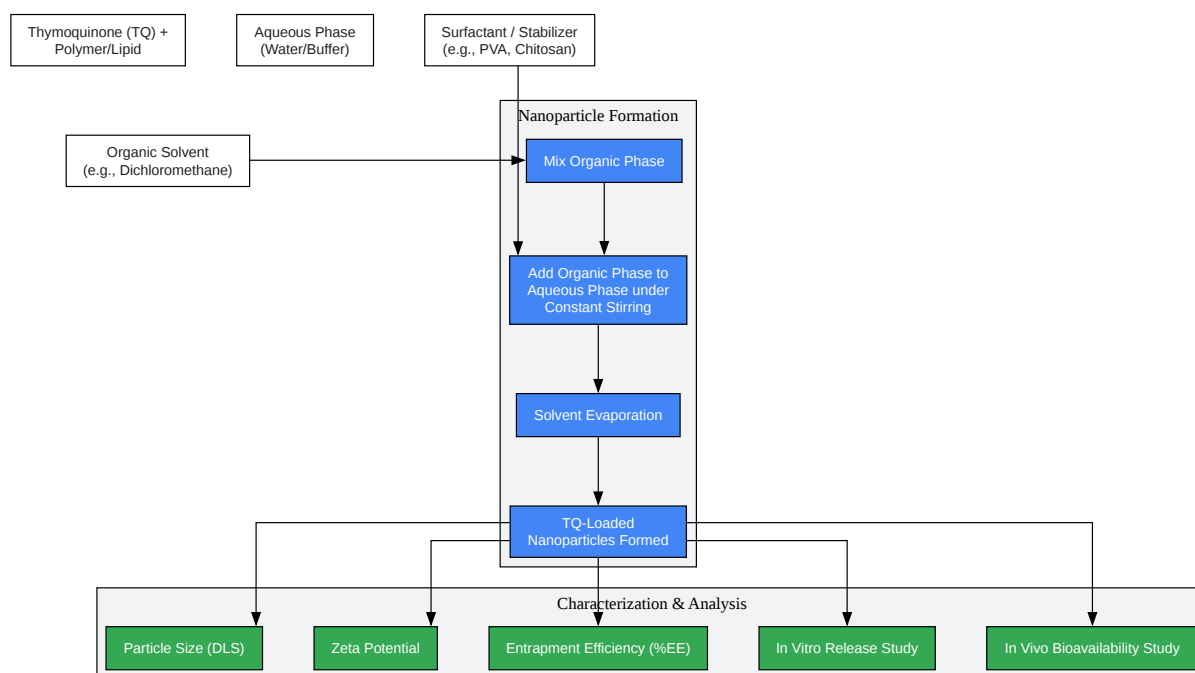 Thymoquinone (TQ) +
Polymer/Lipid
Aqueous Phase
(Water/Buffer)
Surfactant / Stabilizer
(e.g., PVA, Chitosan)
Nanoparticle Formation
Organic Solvent
(e.g., Dichloromethane)
Mix Organic Phase
Add Organic Phase to
Aqueous Phase under
Constant Stirring
Solvent Evaporation
TQ-Loaded
Nanoparticles Formed
Characterization & Analysis
Particle Size (DLS)
Zeta Potential
Entrapment Efficiency (%EE)
In Vitro Release Study
In Vivo Bioavailability Study